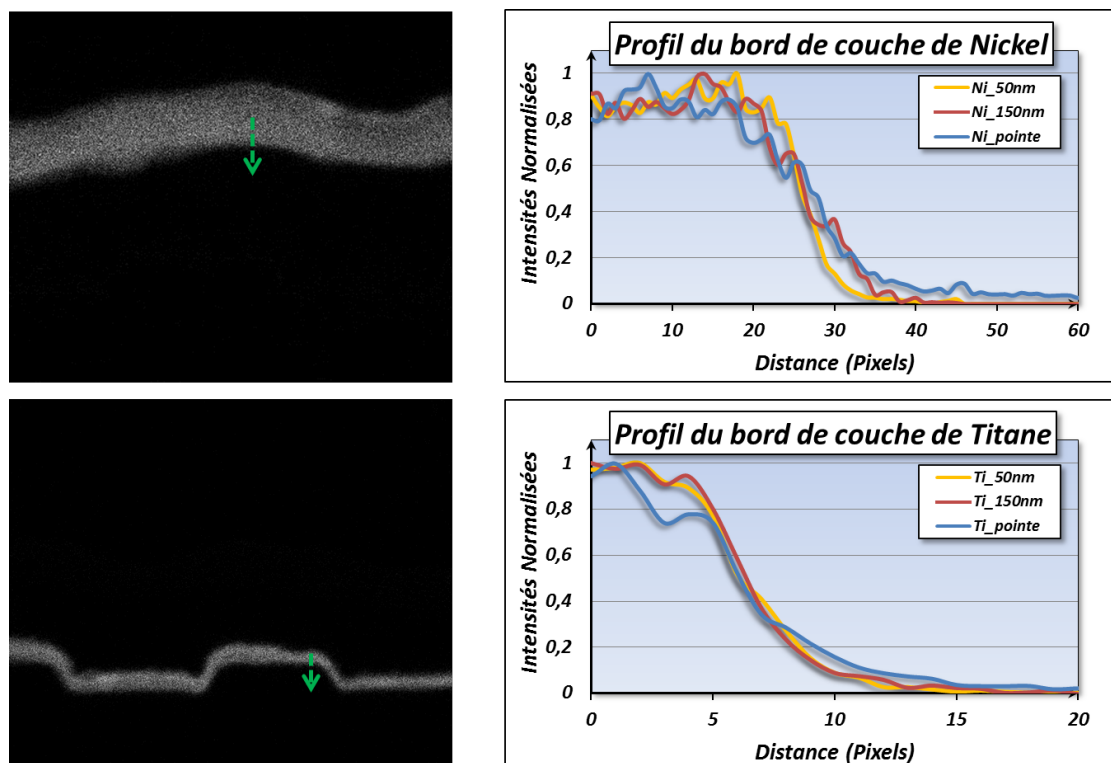 Profil du bord de couche de Nickel
Intensités Normalisées
1
0,8
0,6
0,4
0,2
0
Ni_50nm
Ni_150nm
Ni_pointe
0 10 20 30 40 50 60
Distance (Pixels)
Profil du bord de couche de Titane
Intensités Normalisées
1
0,8
0,6
0,4
0,2
0
Ti_50nm
Ti_150nm
Ti_pointe
0 5 10 15 20
Distance (Pixels)